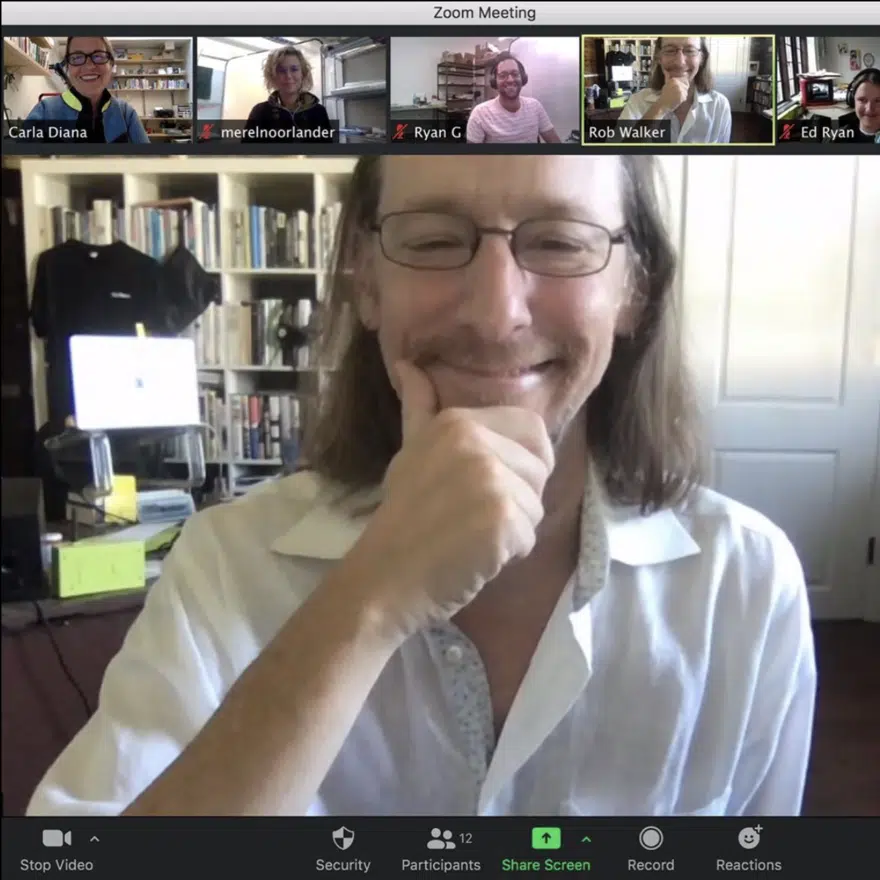 Zoom Meeting
Carla Diana
merelnoorlander
Ryan G
Rob Walker
Ed Ryan
12
Stop Video
Security
Participants
Share Screen
Record
Reactions